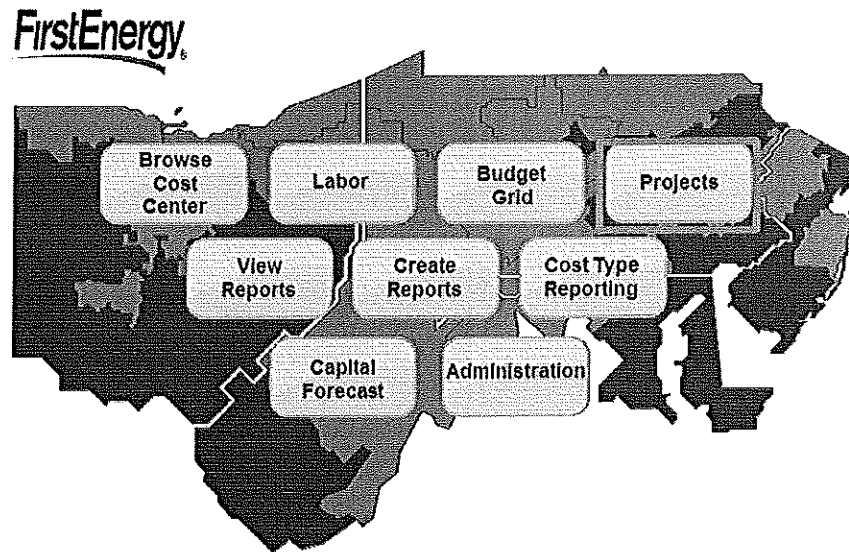 FirstEnergy®
Browse
Cost
Center
Labor
Budget
Grid
Projects
View
Reports
Create
Reports
Cost Type
Reporting
Capital
Forecast
Administration